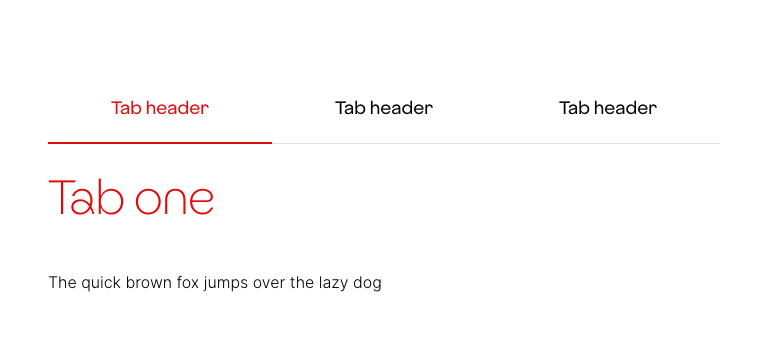 Tab header Tab header Tab header
Tab one
The quick brown fox jumps over the lazy dog